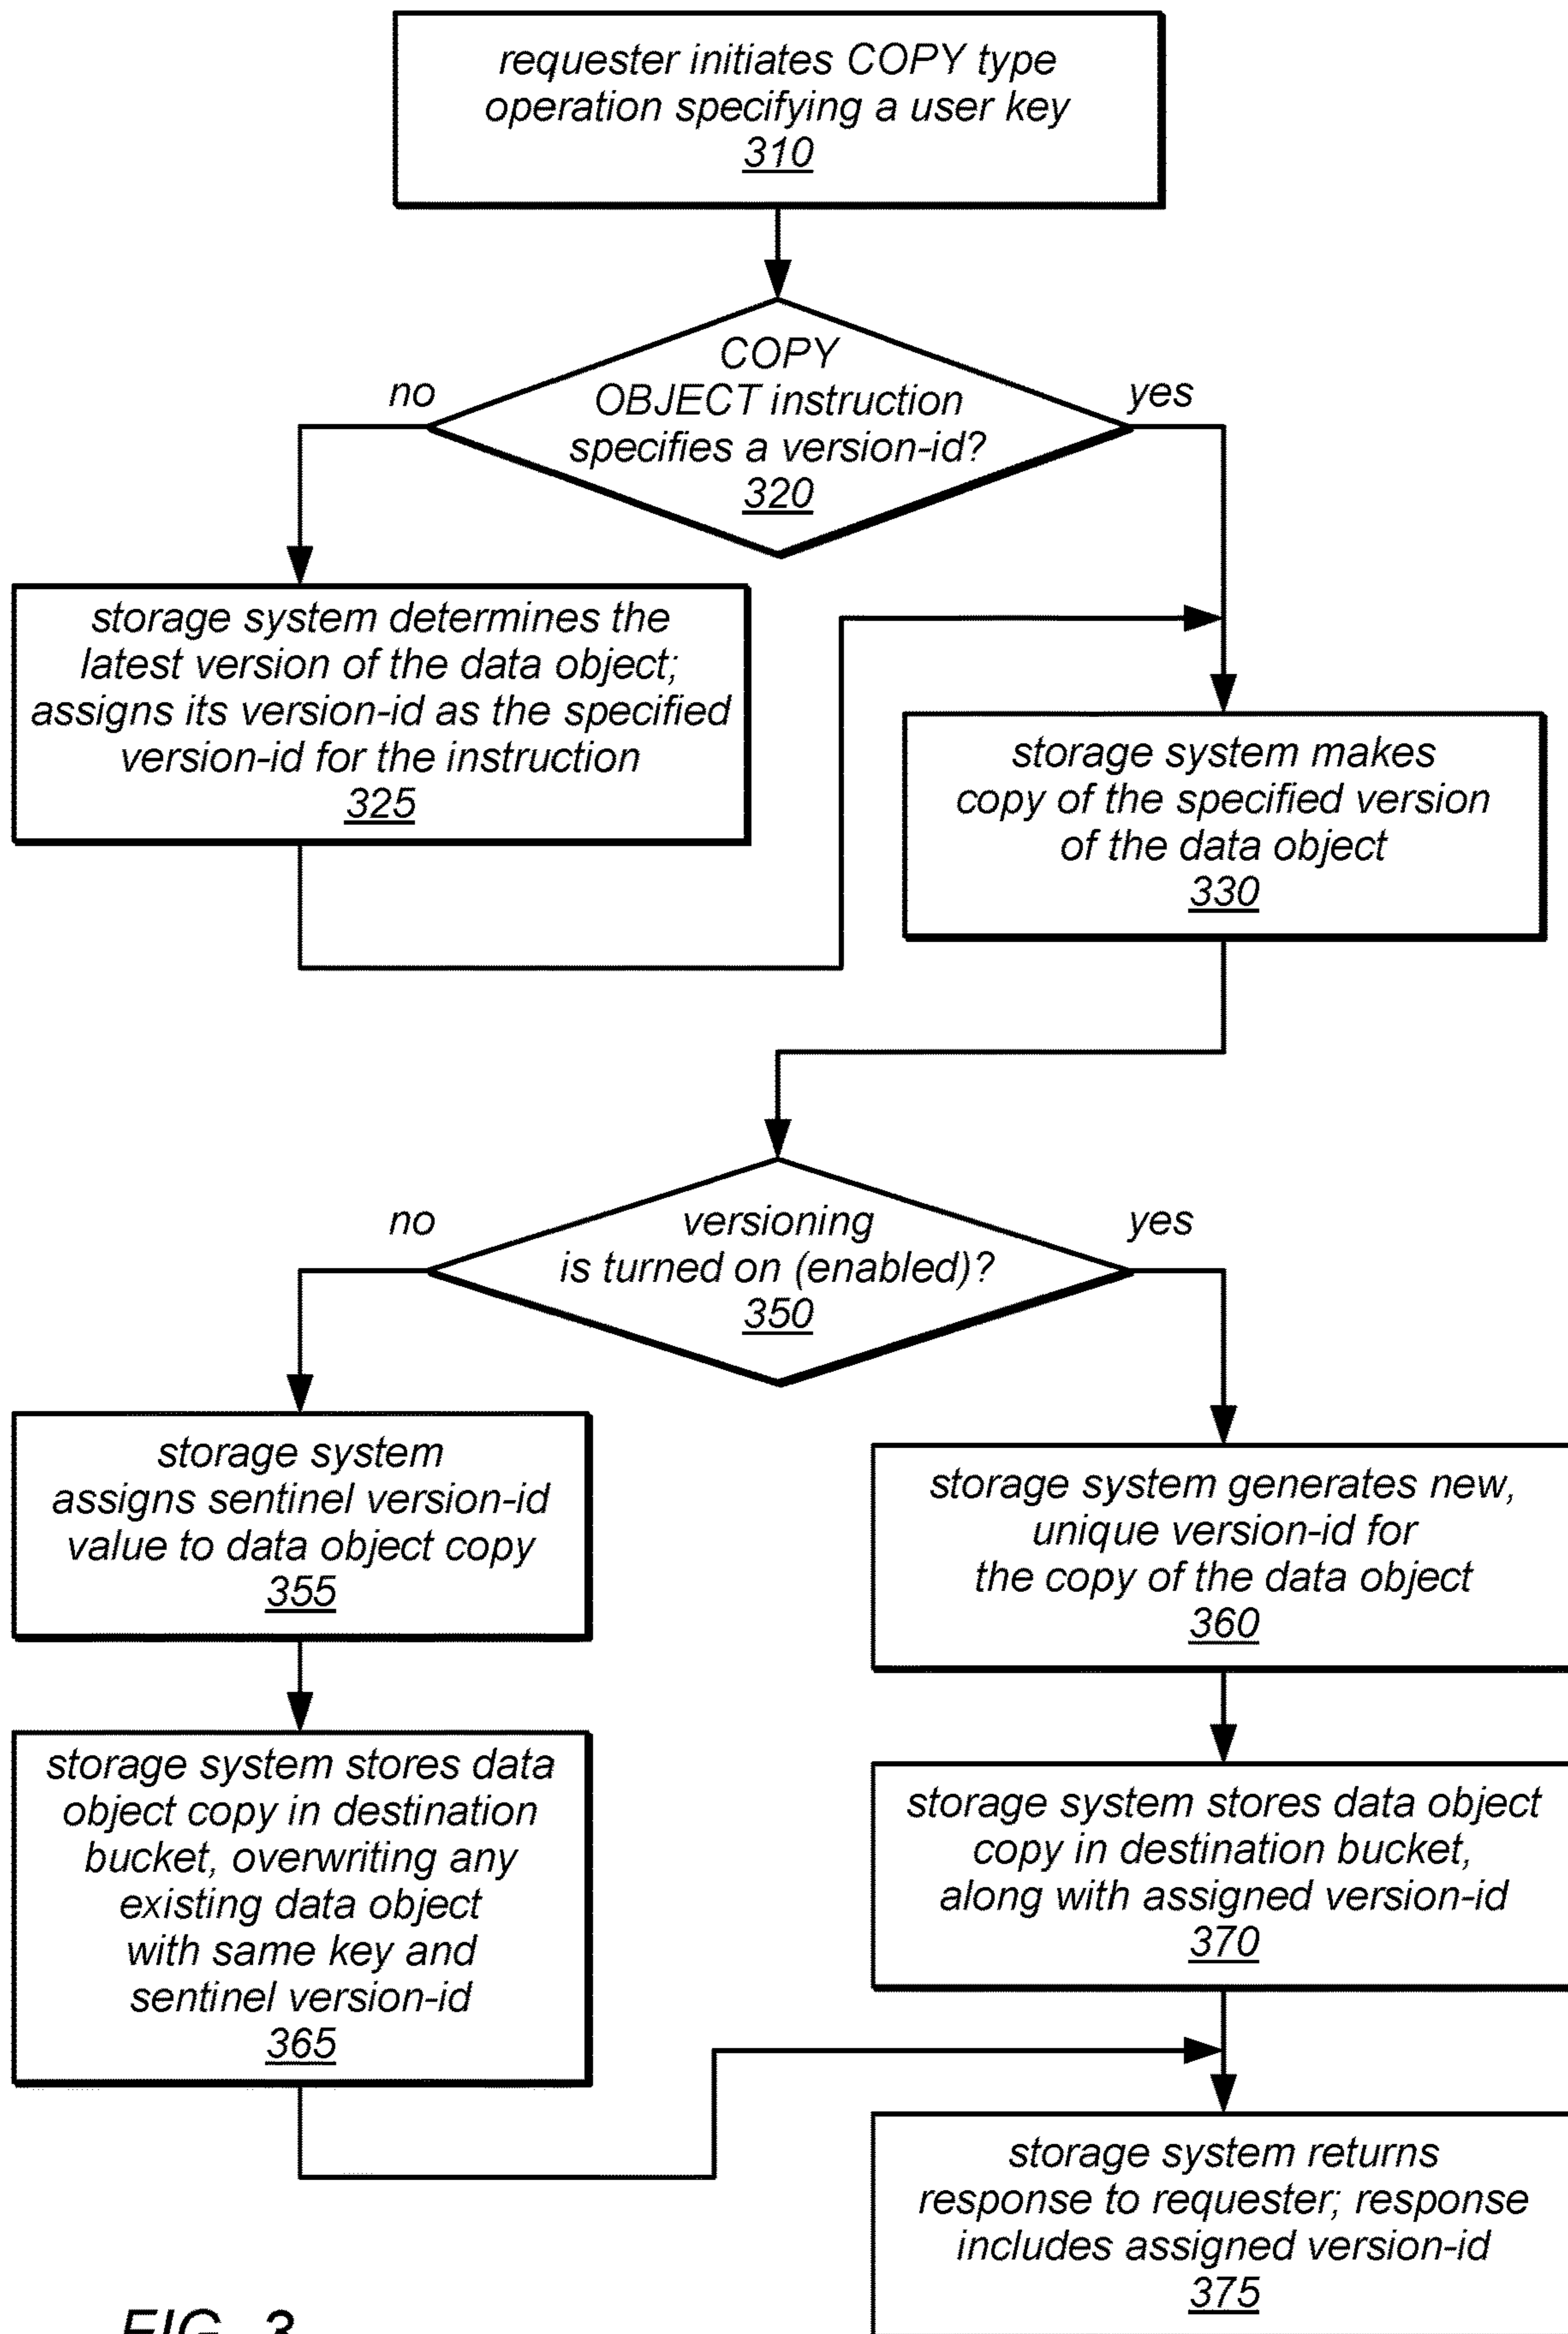 requester initiates COPY type
operation specifying a user key
310
COPY
OBJECT instruction
specifies a version-id?
320
no
yes
storage system determines the
latest version of the data object;
assigns its version-id as the specified
version-id for the instruction
325
storage system makes
copy of the specified version
of the data object
330
versioning
is turned on (enabled)?
350
no
yes
storage system
assigns sentinel version-id
value to data object copy
355
storage system generates new,
unique version-id for
the copy of the data object
360
storage system stores data
object copy in destination
bucket, overwriting any
existing data object
with same key and
sentinel version-id
365
storage system stores data object
copy in destination bucket,
along with assigned version-id
370
storage system returns
response to requester; response
includes assigned version-id
375
FIG. 3